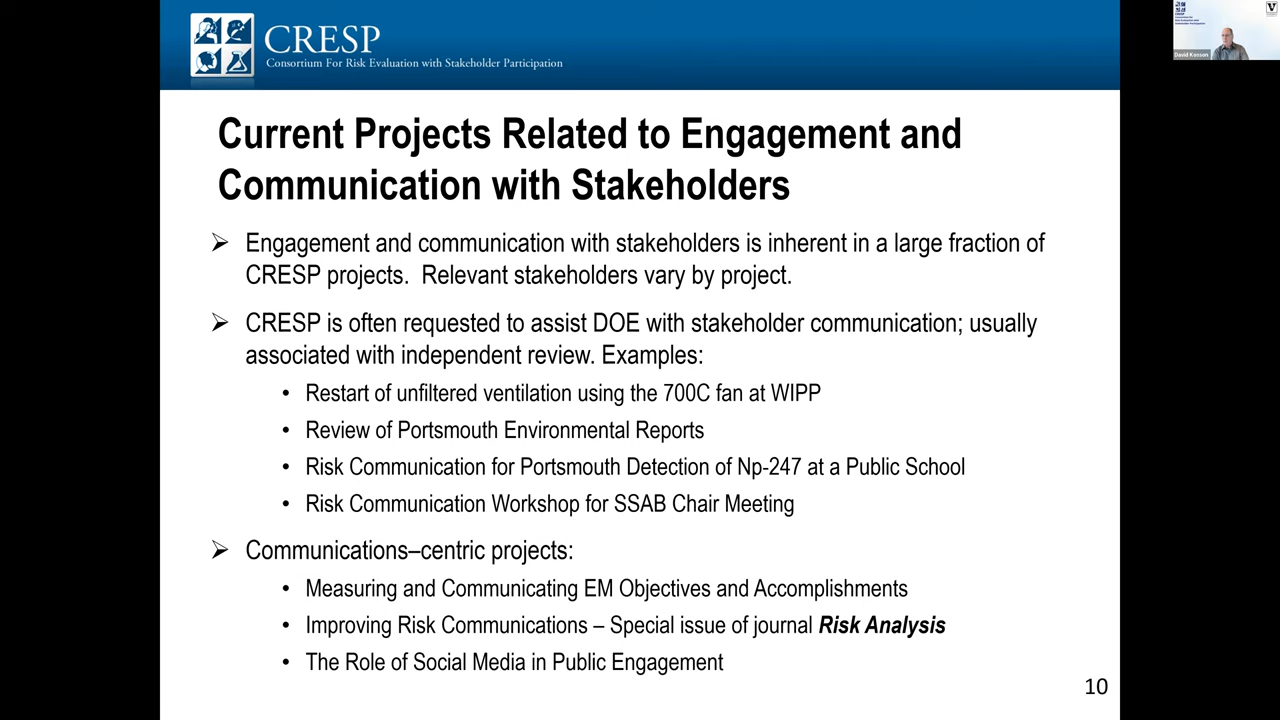 CRESP
Consortium For Risk Evaluation with Stakeholder Participation
David Kosson
V
Current Projects Related to Engagement and
Communication with Stakeholders
Engagement and communication with stakeholders is inherent in a large fraction of
CRESP projects. Relevant stakeholders vary by project.
CRESP is often requested to assist DOE with stakeholder communication; usually
associated with independent review. Examples:
• Restart of unfiltered ventilation using the 700C fan at WIPP
• Review of Portsmouth Environmental Reports
• Risk Communication for Portsmouth Detection of Np-247 at a Public School
• Risk Communication Workshop for SSAB Chair Meeting
Communications–centric projects:
• Measuring and Communicating EM Objectives and Accomplishments
• Improving Risk Communications – Special issue of journal Risk Analysis
• The Role of Social Media in Public Engagement
10